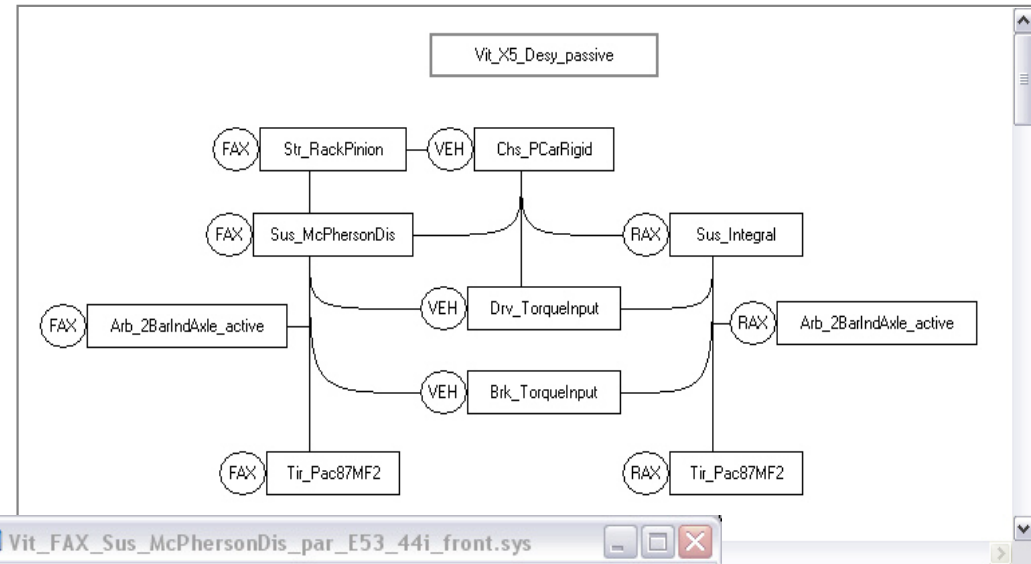 Vit_X5_Desy_passive
FAX Str_RackPinion VEH Chs_PCarRigid
FAX Sus_McPhersonDis RAX Sus_Integral
VEH Drv_TorqueInput
FAX Arb_2BarIndAxle_active RAX Arb_2BarIndAxle_active
VEH Brk_TorqueInput
FAX Tir_Pac87MF2 RAX Tir_Pac87MF2
Vit_FAX_Sus_McPhersonDis_par_E53_44i_front.sys